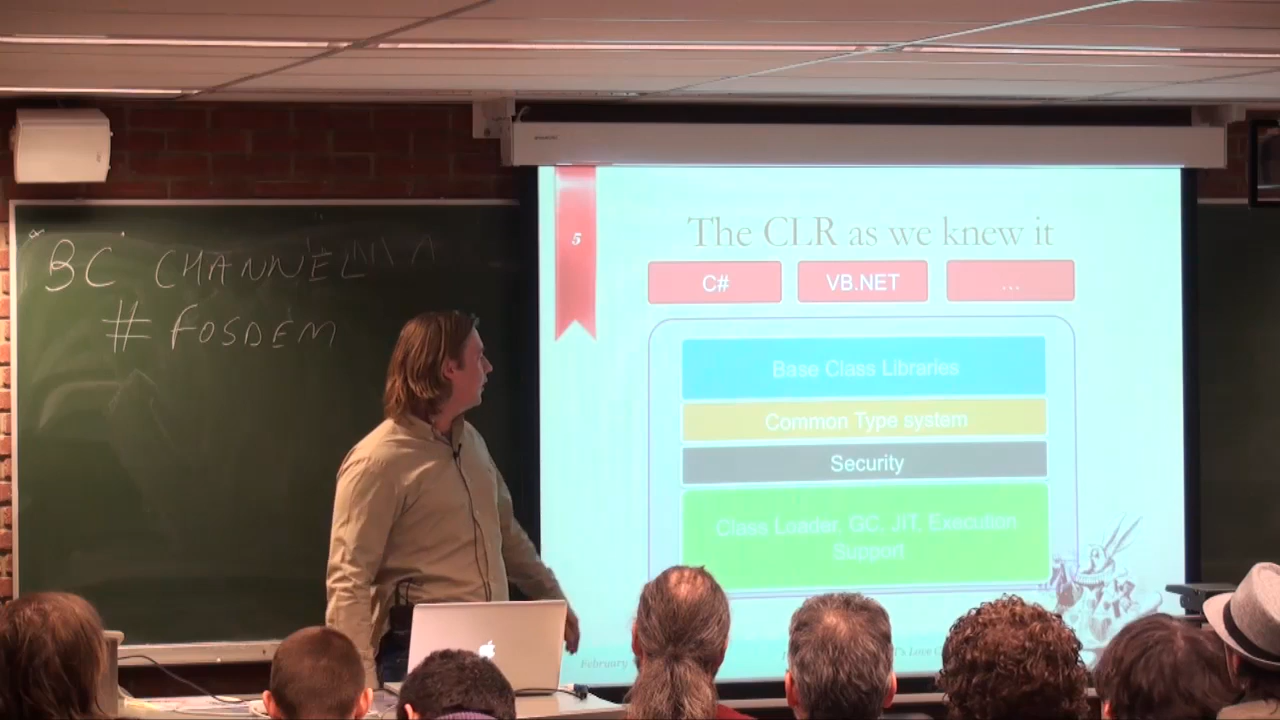 BC CHANNEL
# FOSDEM
5
The CLR as we knew it
C#
VB.NET
...
Base Class Libraries
Common Type system
Security
Class Loader, GC, JIT, Execution
Support
February